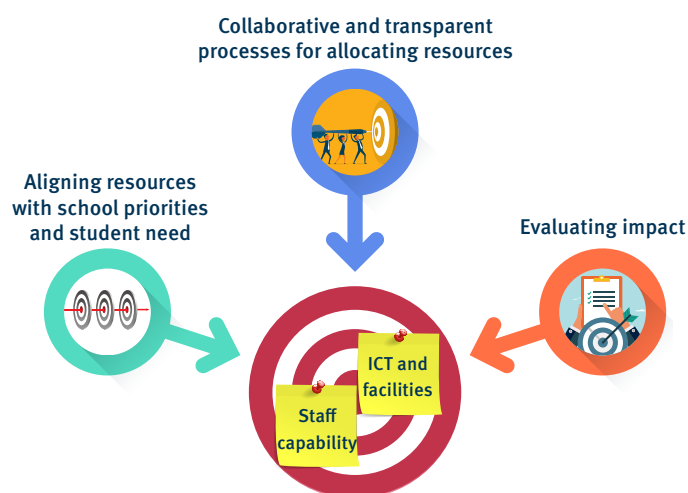 Collaborative and transparent
processes for allocating resources
Aligning resources
with school priorities
and student need
Evaluating impact
ICT and
facilities
Staff
capability